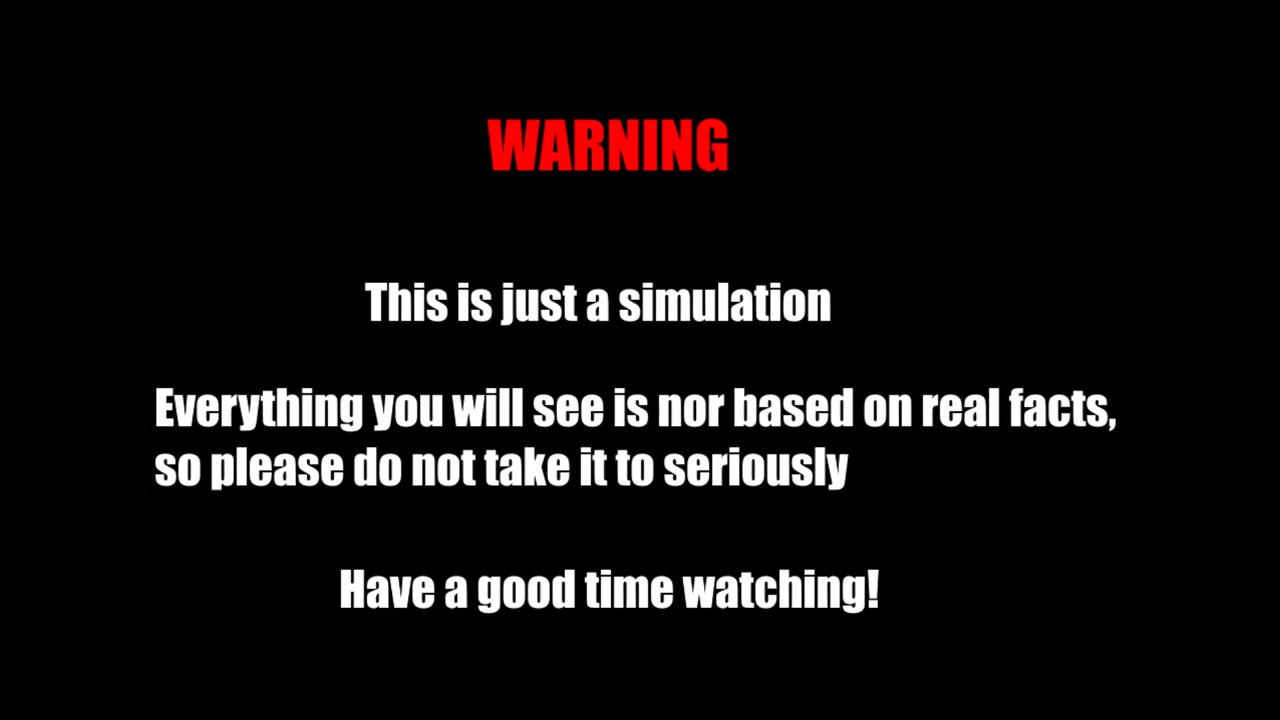 WARNING
This is just a simulation
Everything you will see is nor based on real facts,
so please do not take it to seriously
Have a good time watching!